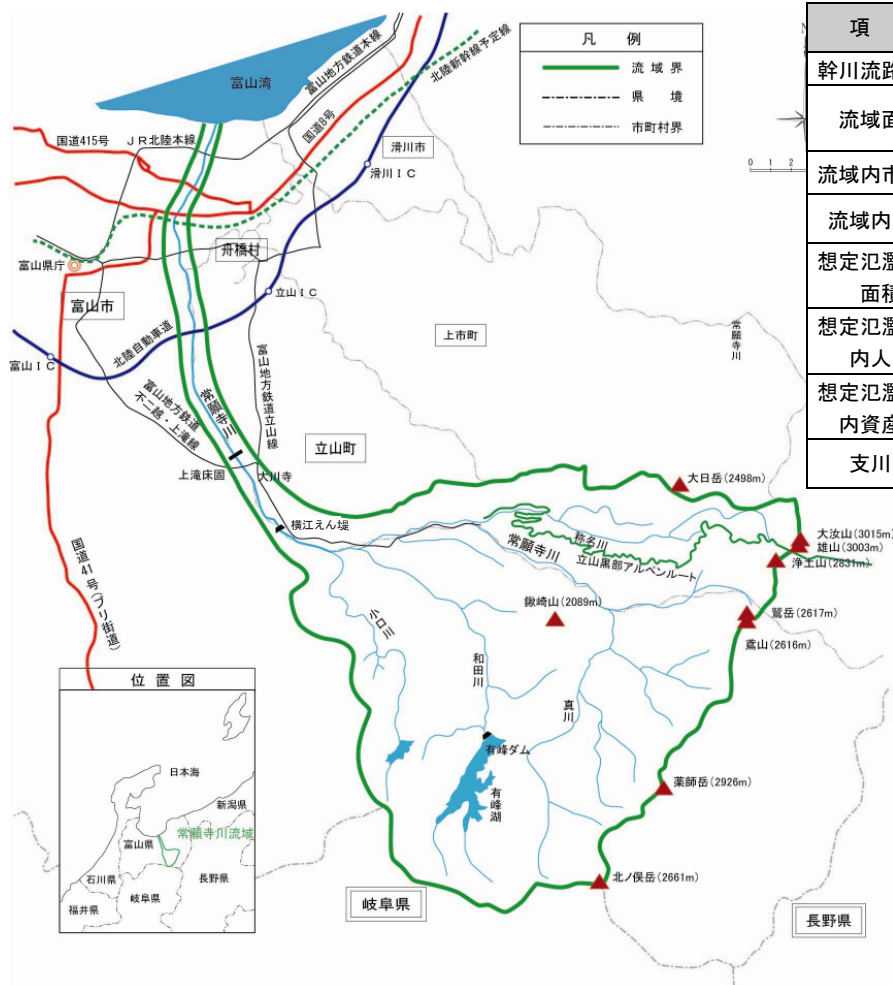 凡 例
流域界
県 境
市町村界
N
0 1 2
富山湾
富山地方鉄道本線
北陸新幹線予定線
国道8号
国道415号
JR北陸本線
滑川市
滑川IC
舟橋村
富山県庁
富山市
立山IC
北陸自動車道
富山IC
上市町
常願寺川
富山地方鉄道
不二越・上滝線
常願寺川
富山地方鉄道立山線
立山町
上滝床固
大川寺
横江えん堤
大日岳(2498m)
大汝山(3015m)
雄山(3003m)
浄土山(2831m)
称名川
常願寺川
立山黒部アルペンルート
鍬崎山(2089m)
鷲岳(2617m)
鳶山(2616m)
国道41号(ブリ街道)
小口川
和田川
真川
有峰ダム
有峰湖
薬師岳(2926m)
北ノ俣岳(2661m)
岐阜県
長野県
位置図
日本海
新潟県
常願寺川流域
富山県
石川県
長野県
岐阜県
福井県
項
幹川流路
流域面
流域内市
流域内
想定氾濫
面積
想定氾濫
内人
想定氾濫
内資産
支川